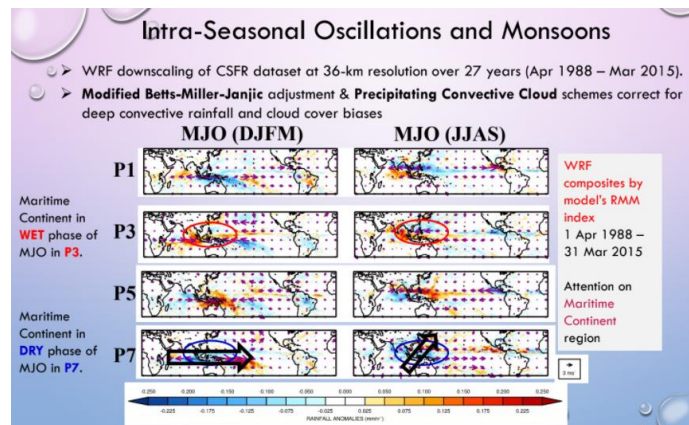 Intra-Seasonal Oscillations and Monsoons
WRF downscaling of CSFR dataset at 36-km resolution over 27 years (Apr 1988 – Mar 2015).
Modified Betts-Miller-Janjic adjustment & Precipitating Convective Cloud schemes correct for
deep convective rainfall and cloud cover biases
MJO (DJFM)
MJO (JJAS)
P1
P3
P5
P7
Maritime
Continent in
WET phase of
MJO in P3.
Maritime
Continent in
DRY phase of
MJO in P7.
WRF
composites by
model's RMM
index
1 Apr 1988 –
31 Mar 2015
Attention on
Maritime
Continent
region
-0.250 -0.200 -0.150 -0.100 -0.050 0.000 0.050 0.100 0.150 0.200 0.250
-0.225 -0.175 -0.125 -0.075 -0.025 0.025 0.075 0.125 0.175 0.225